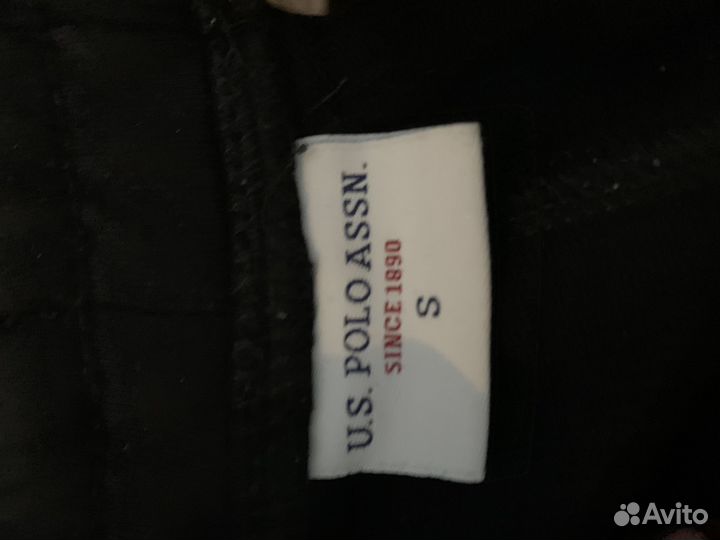 U.S. POLO ASSN.
SINCE 1890
S
Avito